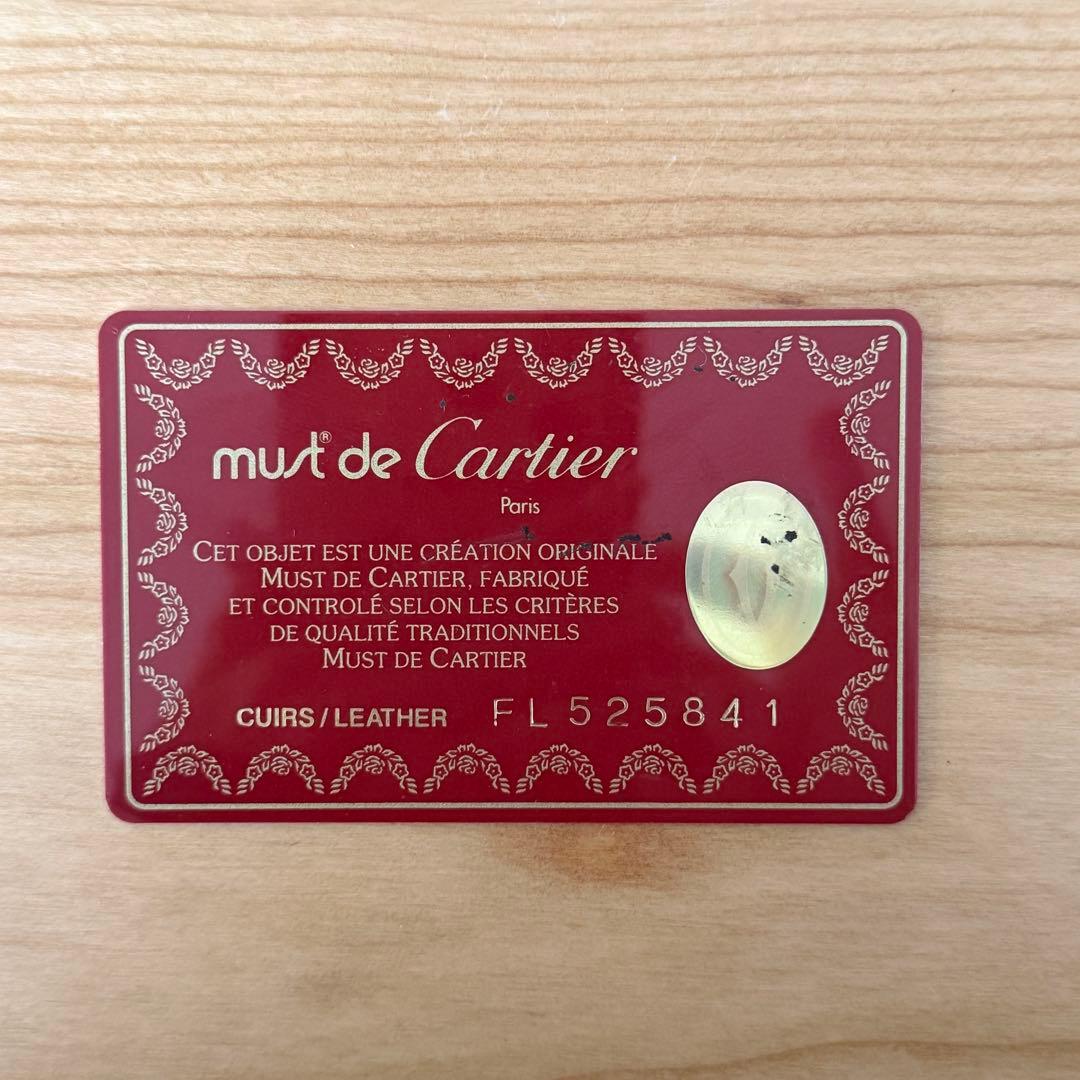 must® de Cartier
Paris
CET OBJET EST UNE CRÉATION ORIGINALE
MUST DE CARTIER, FABRIQUÉ
ET CONTROLÉ SELON LES CRITÈRES
DE QUALITÉ TRADITIONNELS
MUST DE CARTIER
CUIRS/LEATHER FL525841